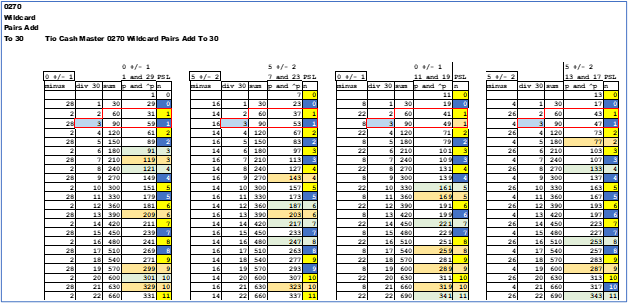 0270
Wildcard
Pairs Add
To 30 Tio Cash Master 0270 Wildcard Pairs Add To 30
0 +/- 1 5 +/- 2 0 +/- 1 5 +/- 2
0 +/- 1 1 and 29 PSL 5 +/- 2 7 and 23 PSL 0 +/- 1 11 and 19 PSL 5 +/- 2 13 and 17 PSL
minus div 30 sum p and ^p n minus div 30 sum p and ^p n minus div 30 sum p and ^p n minus div 30 sum p and ^p n
1 0 7 0 11 0 13 0
28 1 30 29 0 16 1 30 23 0 8 1 30 19 0 4 1 30 17 0
2 2 60 31 1 14 2 60 37 1 22 2 60 41 1 26 2 60 43 1
28 3 90 59 1 16 3 90 53 1 8 3 90 49 1 4 3 90 47 1
2 4 120 61 2 14 4 120 67 2 22 4 120 71 2 26 4 120 73 2
28 5 150 89 2 16 5 150 83 2 8 5 150 79 2 4 5 150 77 2
2 6 180 91 3 14 6 180 97 3 22 6 210 101 3 26 6 210 103 3
28 7 210 119 3 16 7 210 113 3 8 7 240 109 3 4 7 240 107 3
2 8 240 121 4 14 8 240 127 4 22 8 270 131 4 26 8 270 133 4
28 9 270 149 4 16 9 270 143 4 8 9 300 139 4 4 9 300 137 4
2 10 300 151 5 14 10 300 157 5 22 10 330 161 5 26 10 330 163 5
28 11 330 179 5 16 11 330 173 5 8 11 360 169 5 4 11 360 167 5
2 12 360 181 6 14 12 360 187 6 22 12 390 191 6 26 12 390 193 6
28 13 390 209 6 16 13 390 203 6 8 13 420 199 6 4 13 420 197 6
2 14 420 211 7 14 14 420 217 7 22 14 450 221 7 26 14 450 223 7
28 15 450 239 7 16 15 450 233 7 8 15 480 229 7 4 15 480 227 7
2 16 480 241 8 14 16 480 247 8 22 16 510 251 8 26 16 510 253 8
28 17 510 269 8 16 17 510 263 8 8 17 540 259 8 4 17 540 257 8
2 18 540 271 9 14 18 540 277 9 22 18 570 281 9 26 18 570 283 9
28 19 570 299 9 16 19 570 293 9 8 19 600 289 9 4 19 600 287 9
2 20 600 301 10 14 20 600 307 10 22 20 630 311 10 26 20 630 313 10
28 21 630 329 10 16 21 630 323 10 8 21 660 319 10 4 21 660 317 10
2 22 660 331 11 14 22 660 337 11 22 22 690 341 11 26 22 690 343 11